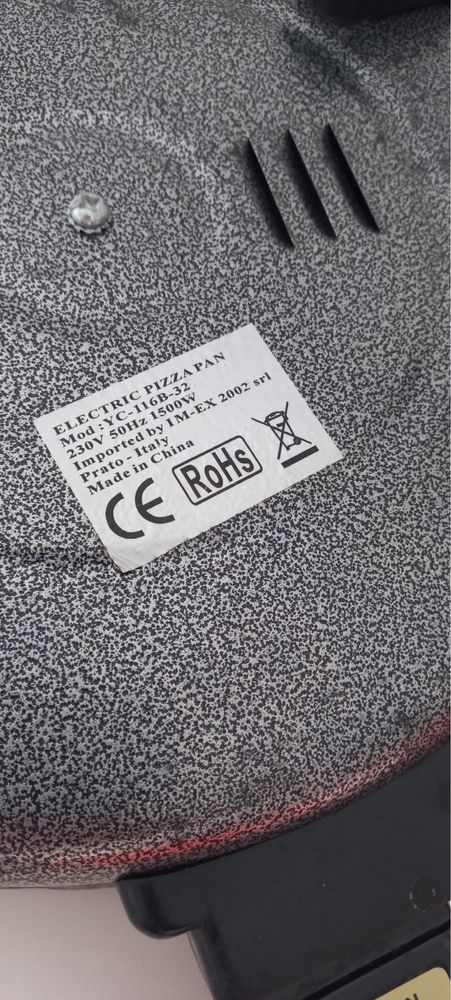 ELECTRIC PIZZA PAN
Mod : YC-116B-32
230V 50Hz 1500W
Imported by IM-EX 2002 srl
Prato - Italy
Made in China
CE RoHs